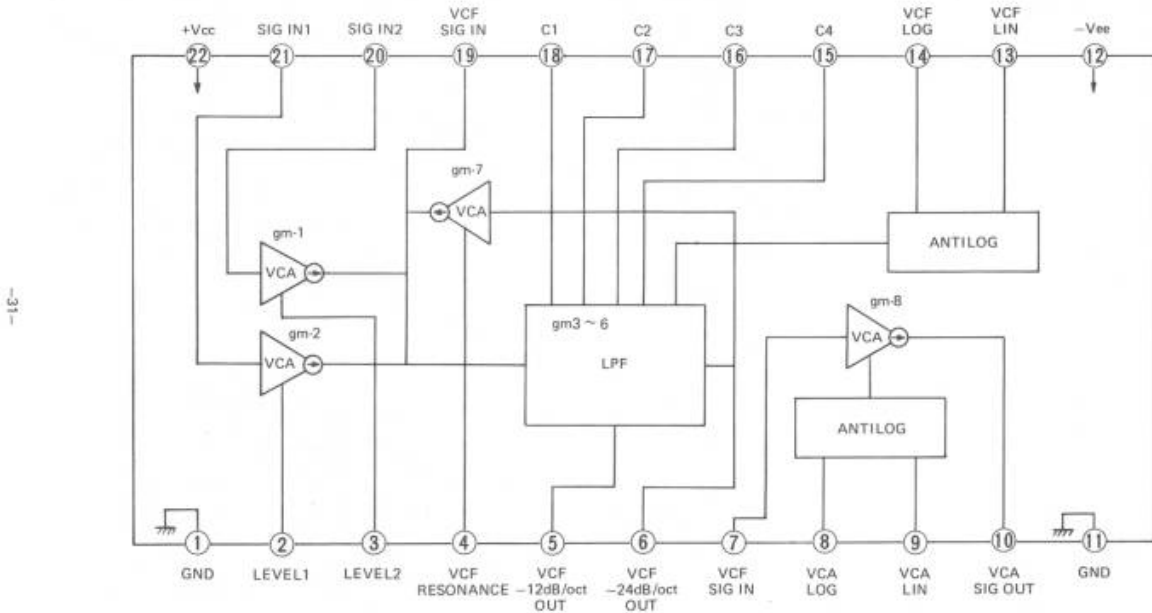 +Vcc
SIG IN1
SIG IN2
VCF
SIG IN
C1
C2
C3
C4
VCF
LOG
VCF
LIN
−Vee
22
21
20
19
18
17
16
15
14
13
12
gm-7
VCA
gm-1
VCA
ANTILOG
−31−
gm-2
VCA
gm3 ~ 6
LPF
gm-8
VCA
ANTILOG
1
2
3
4
5
6
7
8
9
10
11
GND
LEVEL1
LEVEL2
VCF
RESONANCE
VCF
−12dB/oct
OUT
VCF
−24dB/oct
OUT
VCF
SIG IN
VCA
LOG
VCA
LIN
VCA
SIG OUT
GND